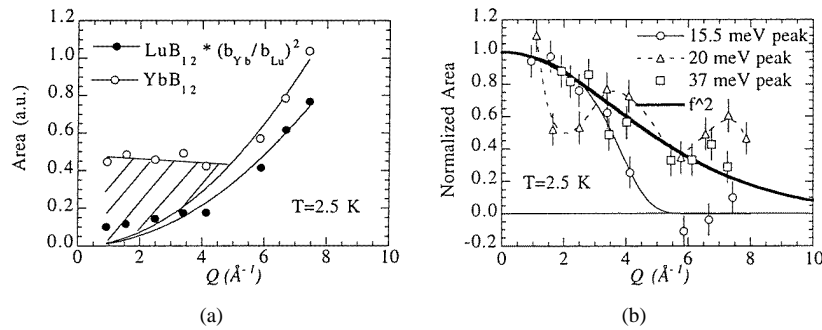 (a)
1.2
1.0
0.8
0.6
0.4
0.2
0.0
Area (a.u.)
LuB12 * (bYb/bLu)2
YbB12
T=2.5 K
0 2 4 6 8 10
Q (Å-1)
(b)
1.2
1.0
0.8
0.6
0.4
0.2
0.0
-0.2
Normalized Area
15.5 meV peak
20 meV peak
37 meV peak
f^2
T=2.5 K
0 2 4 6 8 10
Q (Å-1)
(a)
(b)